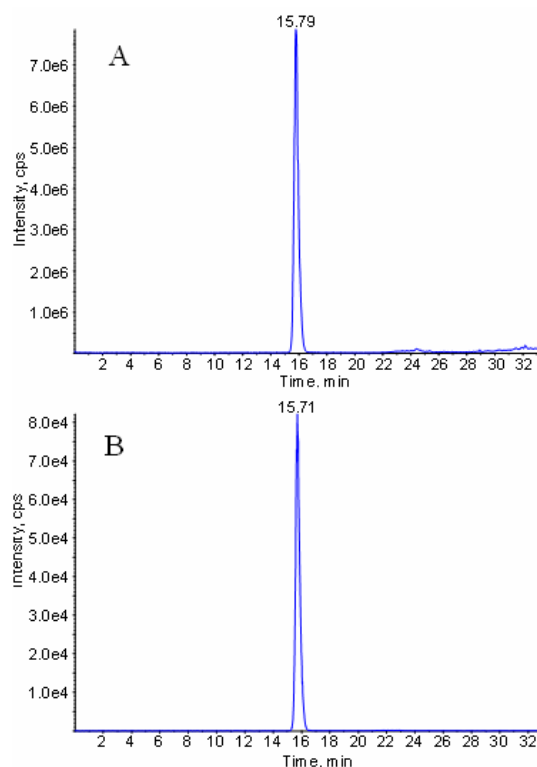 15.79
A
7.0e6
6.0e6
5.0e6
4.0e6
3.0e6
2.0e6
1.0e6
Intensity, cps
2 4 6 8 10 12 14 16 18 20 22 24 26 28 30 32
Time, min
15.71
B
8.0e4
7.0e4
6.0e4
5.0e4
4.0e4
3.0e4
2.0e4
1.0e4
Intensity, cps
2 4 6 8 10 12 14 16 18 20 22 24 26 28 30 32
Time, min